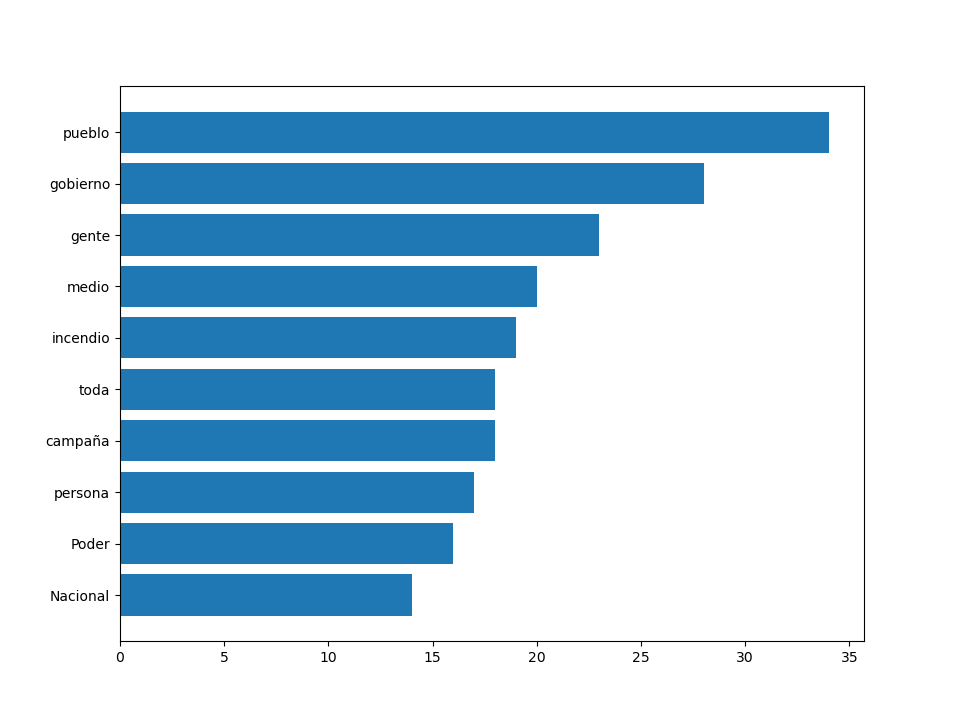 pueblo
gobierno
gente
medio
incendio
toda
campaña
persona
Poder
Nacional
0 5 10 15 20 25 30 35